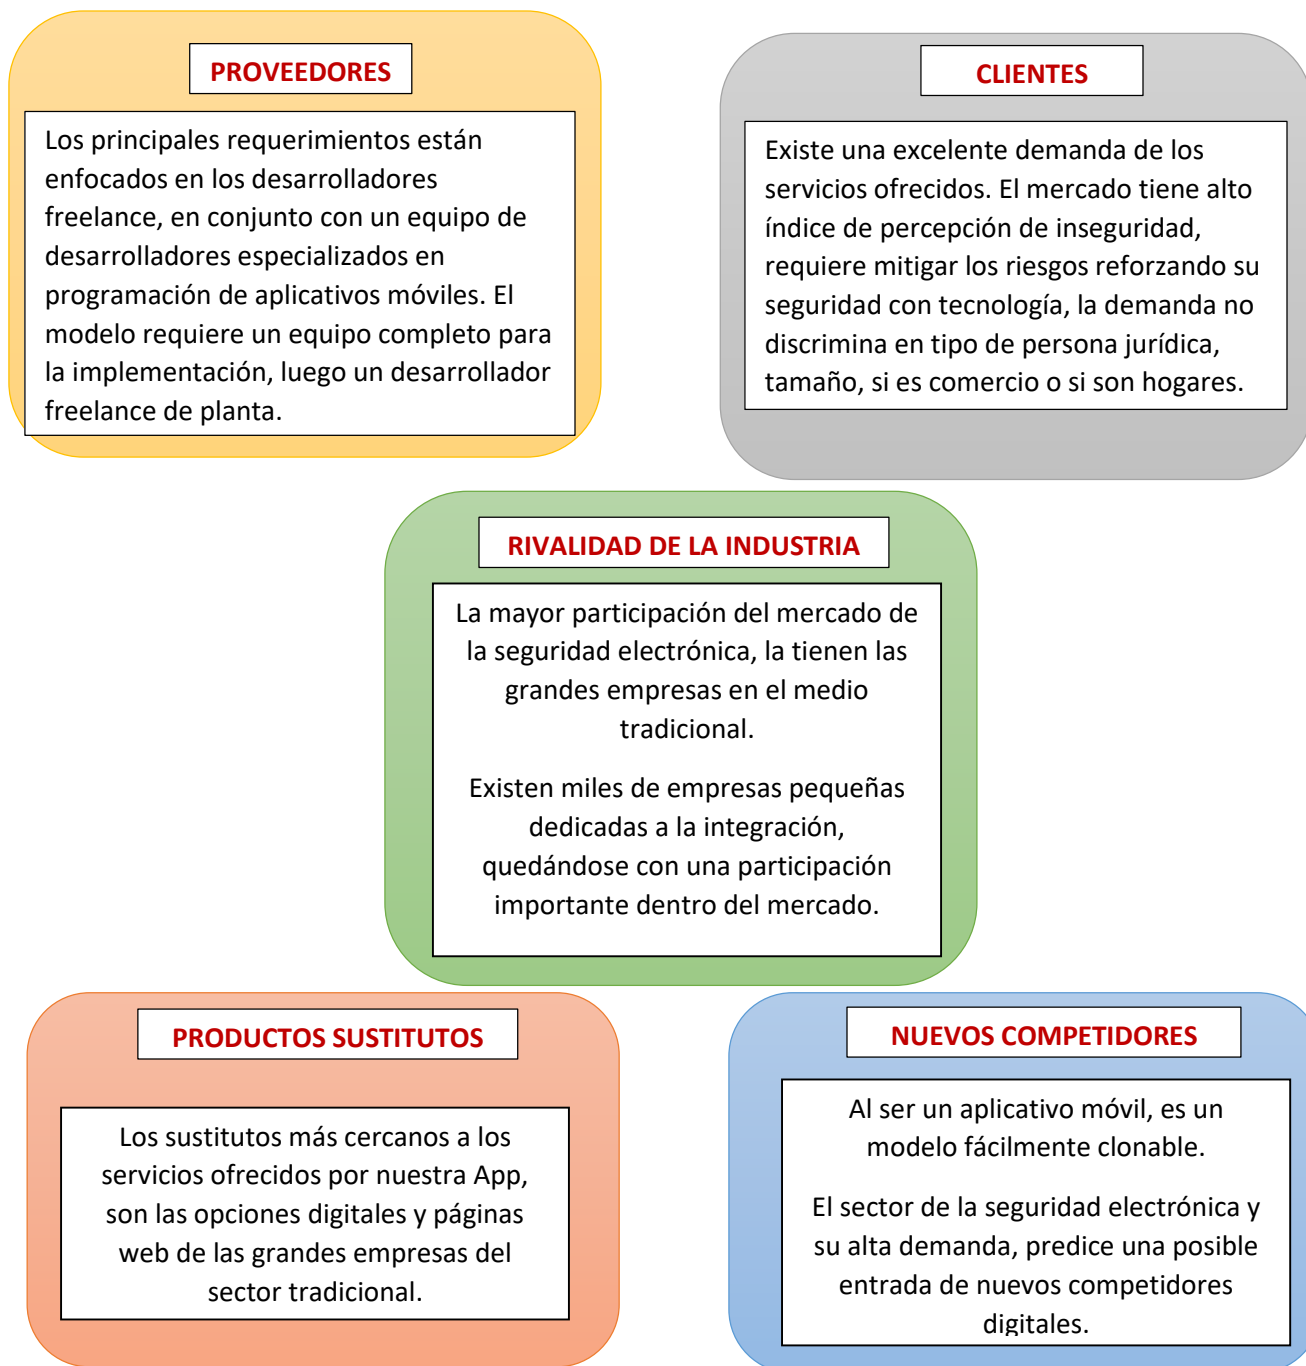 PROVEEDORES
Los principales requerimientos están
enfocados en los desarrolladores
freelance, en conjunto con un equipo de
desarrolladores especializados en
programación de aplicativos móviles. El
modelo requiere un equipo completo para
la implementación, luego un desarrollador
freelance de planta.
CLIENTES
Existe una excelente demanda de los
servicios ofrecidos. El mercado tiene alto
índice de percepción de inseguridad,
requiere mitigar los riesgos reforzando su
seguridad con tecnología, la demanda no
discrimina en tipo de persona jurídica,
tamaño, si es comercio o si son hogares.
RIVALIDAD DE LA INDUSTRIA
La mayor participación del mercado de
la seguridad electrónica, la tienen las
grandes empresas en el medio
tradicional.
Existen miles de empresas pequeñas
dedicadas a la integración,
quedándose con una participación
importante dentro del mercado.
PRODUCTOS SUSTITUTOS
Los sustitutos más cercanos a los
servicios ofrecidos por nuestra App,
son las opciones digitales y páginas
web de las grandes empresas del
sector tradicional.
NUEVOS COMPETIDORES
Al ser un aplicativo móvil, es un
modelo fácilmente clonable.
El sector de la seguridad electrónica y
su alta demanda, predice una posible
entrada de nuevos competidores
digitales.